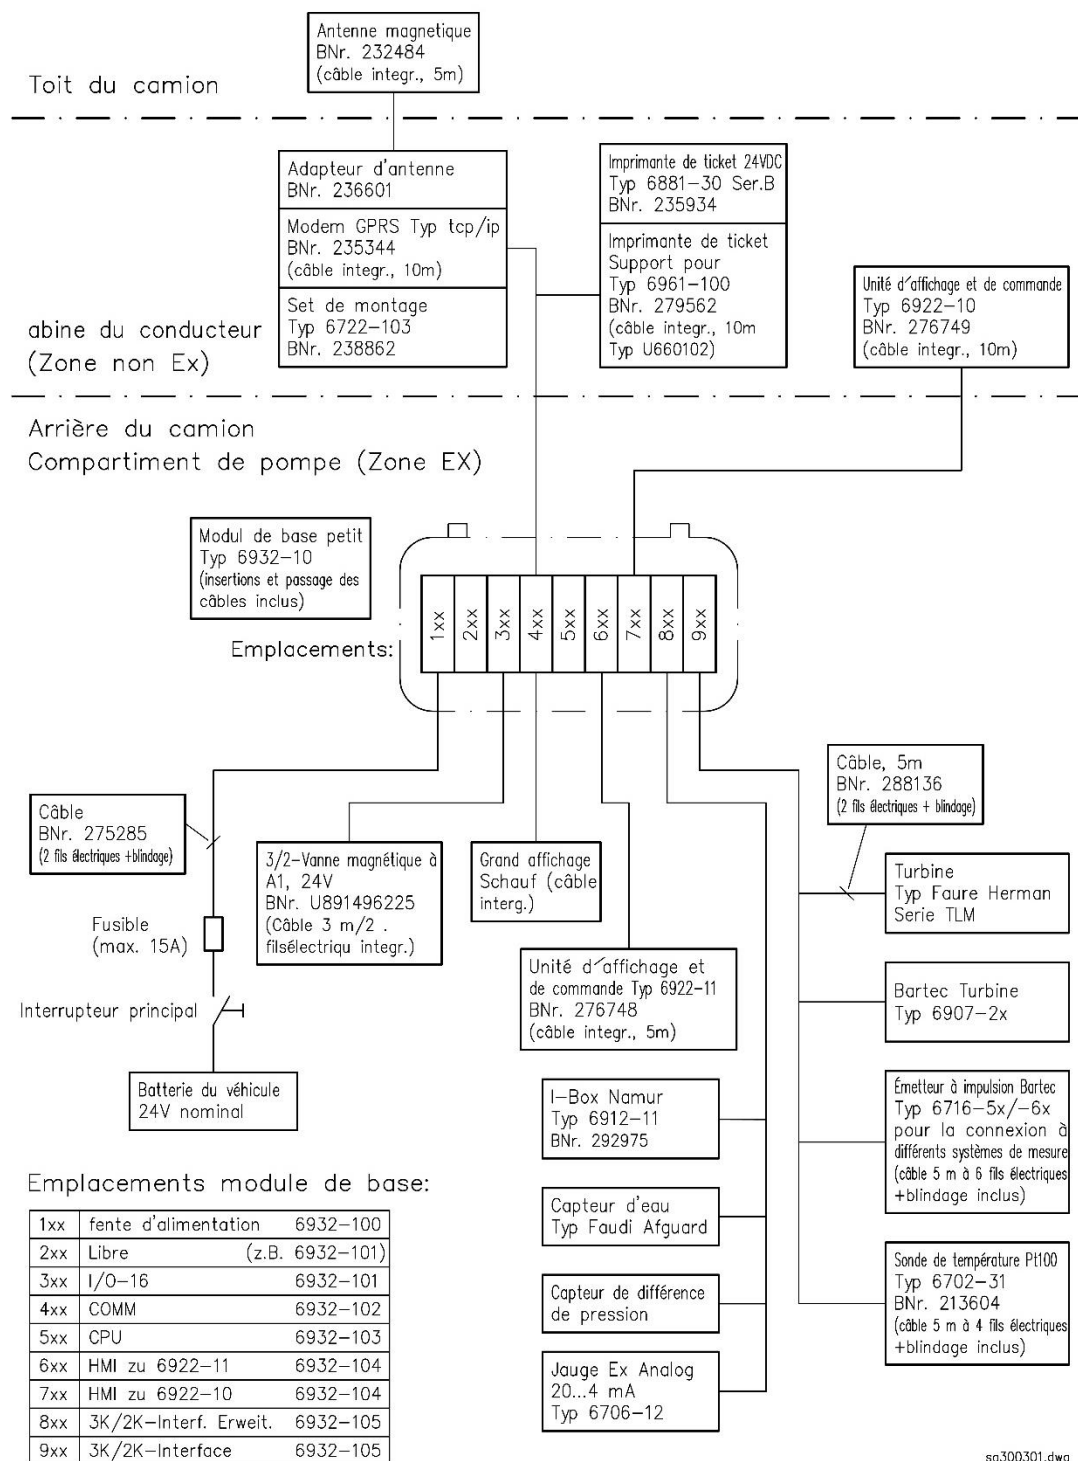 Antenne magnetique
BNr. 232484
(câble integr., 5m)
Toit du camion
Adapteur d'antenne
BNr. 236601
Modem GPRS Typ tcp/ip
BNr. 235344
(câble integr., 10m)
Set de montage
Typ 6722-103
BNr. 238862
Imprimante de ticket 24VDC
Typ 6881-30 Ser.B
BNr. 235934
Imprimante de ticket
Support pour
Typ 6961-100
BNr. 279562
(câble integr., 10m
Typ U660102)
Unité d'affichage et de commande
Typ 6922-10
BNr. 276749
(câble integr., 10m)
abine du conducteur
(Zone non Ex)
Arrière du camion
Compartiment de pompe (Zone EX)
Modul de base petit
Typ 6932-10
(insertions et passage des
câbles inclus)
Emplacements:
1xx
2xx
3xx
4xx
5xx
6xx
7xx
8xx
9xx
Câble
BNr. 275285
(2 fils électriques +blindage)
Fusible
(max. 15A)
Interrupteur principal
Batterie du véhicule
24V nominal
3/2-Vanne magnétique à
A1, 24V
BNr. U891496225
(Câble 3 m/2 .
filsélectriqu integr.)
Grand affichage
Schauf (câble
interg.)
Unité d'affichage et
de commande Typ 6922-11
BNr. 276748
(câble integr., 5m)
I-Box Namur
Typ 6912-11
BNr. 292975
Capteur d'eau
Typ Faudi Afguard
Capteur de différence
de pression
Jauge Ex Analog
20...4 mA
Typ 6706-12
Câble, 5m
BNr. 288136
(2 fils électriques + blindage)
Turbine
Typ Faure Herman
Serie TLM
Bartec Turbine
Typ 6907-2x
Émetteur à impulsion Bartec
Typ 6716-5x/-6x
pour la connexion à
différents systèmes de mesure
(câble 5 m à 6 fils électriques
+blindage inclus)
Sonde de température Pt100
Typ 6702-31
BNr. 213604
(câble 5 m à 4 fils électriques
+blindage inclus)
Emplacements module de base:
1xx fente d'alimentation 6932-100
2xx Libre (z.B. 6932-101)
3xx I/O-16 6932-101
4xx COMM 6932-102
5xx CPU 6932-103
6xx HMI zu 6922-11 6932-104
7xx HMI zu 6922-10 6932-104
8xx 3K/2K-Interf. Erweit. 6932-105
9xx 3K/2K-Interface 6932-105
sa300301.dwg